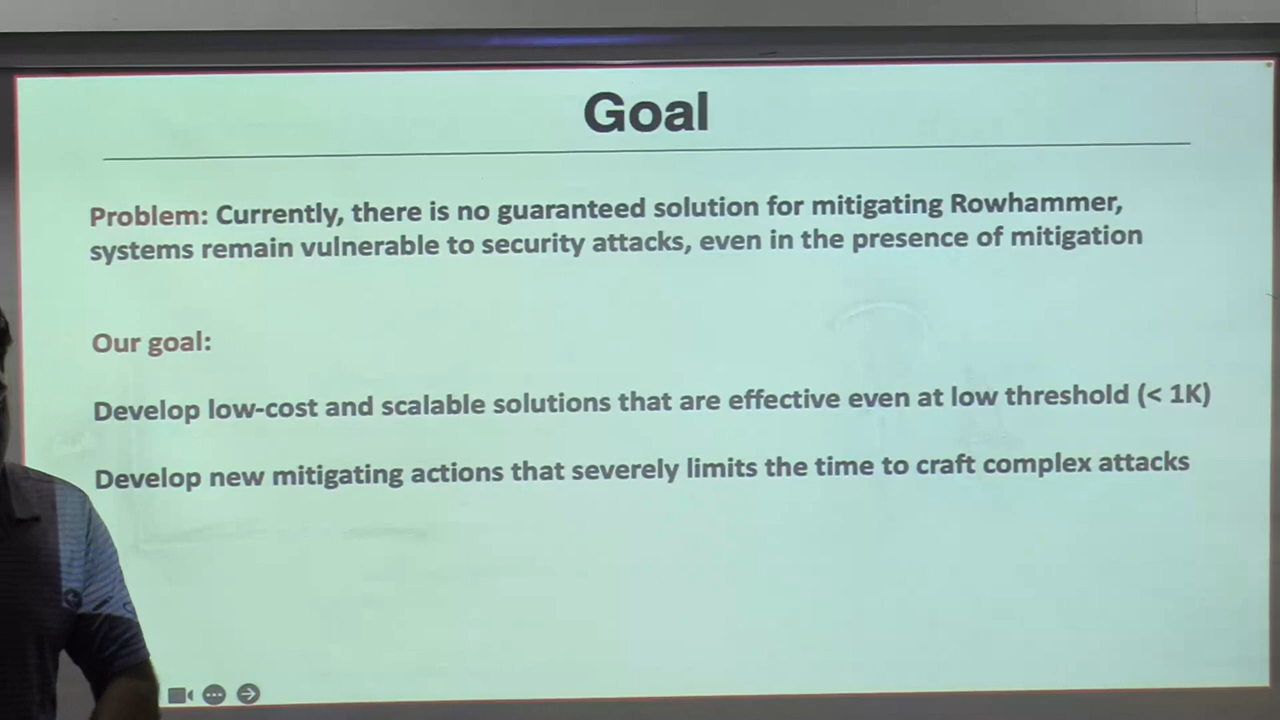 Goal
Problem: Currently, there is no guaranteed solution for mitigating Rowhammer,
systems remain vulnerable to security attacks, even in the presence of mitigation
Our goal:
Develop low-cost and scalable solutions that are effective even at low threshold (< 1K)
Develop new mitigating actions that severely limits the time to craft complex attacks